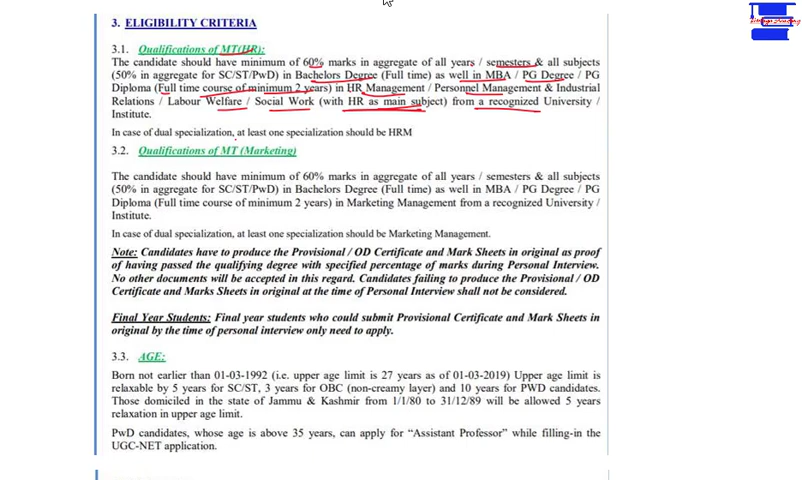 3. ELIGIBILITY CRITERIA
3.1. Qualifications of MT(HR):
The candidate should have minimum of 60% marks in aggregate of all years / semesters & all subjects
(50% in aggregate for SC/ST/PwD) in Bachelors Degree (Full time) as well in MBA / PG Degree / PG
Diploma (Full time course of minimum 2 years) in HR Management / Personnel Management & Industrial
Relations / Labour Welfare / Social Work (with HR as main subject) from a recognized University /
Institute.
In case of dual specialization, at least one specialization should be HRM
3.2. Qualifications of MT (Marketing)
The candidate should have minimum of 60% marks in aggregate of all years / semesters & all subjects
(50% in aggregate for SC/ST/PwD) in Bachelors Degree (Full time) as well in MBA / PG Degree / PG
Diploma (Full time course of minimum 2 years) in Marketing Management from a recognized University /
Institute.
In case of dual specialization, at least one should be Marketing Management.
Note: Candidates have to produce the Provisional / OD Certificate and Mark Sheets in original as proof
of having passed the qualifying degree with specified percentage of marks during Personal Interview.
No other documents will be accepted in this regard. Candidates failing to produce the Provisional / OD
Certificate and Marks Sheets in original at the time of Personal Interview shall not be considered.
Final Year Students: Final year students who could submit Provisional Certificate and Mark Sheets in
original by the time of personal interview only need to apply.
3.3. AGE:
Born not earlier than 01-03-1992 (i.e. upper age limit is 27 years as of 01-03-2019) Upper age limit is
relaxable by 5 years for SC/ST, 3 years for OBC (non-creamy layer) and 10 years for PWD candidates.
Those domiciled in the state of Jammu & Kashmir from 1/1/80 to 31/12/89 will be allowed 5 years
relaxation in upper age limit.
PwD candidates, whose age is above 35 years, can apply for “Assistant Professor” while filling-in the
UGC-NET application.